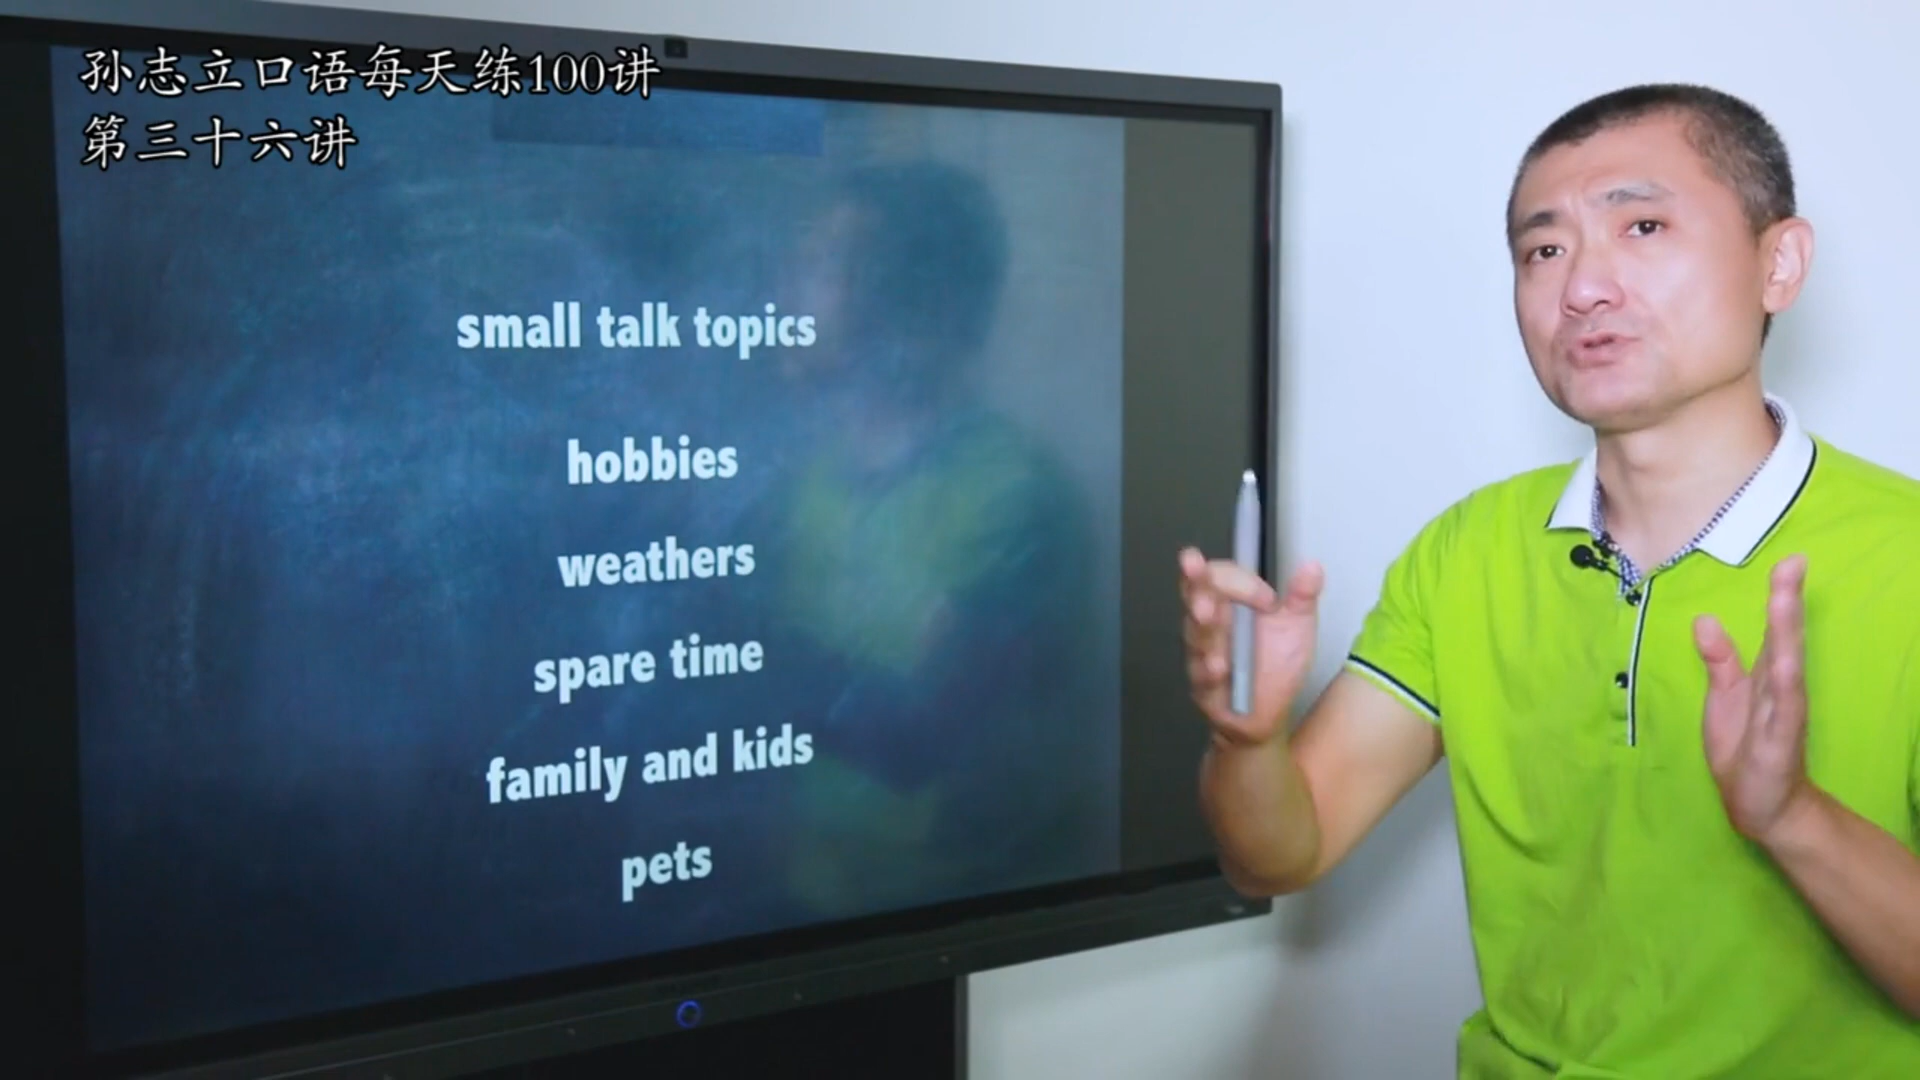 孙志立口语每天练100讲
第三十六讲
small talk topics
hobbies
weathers
spare time
family and kids
pets